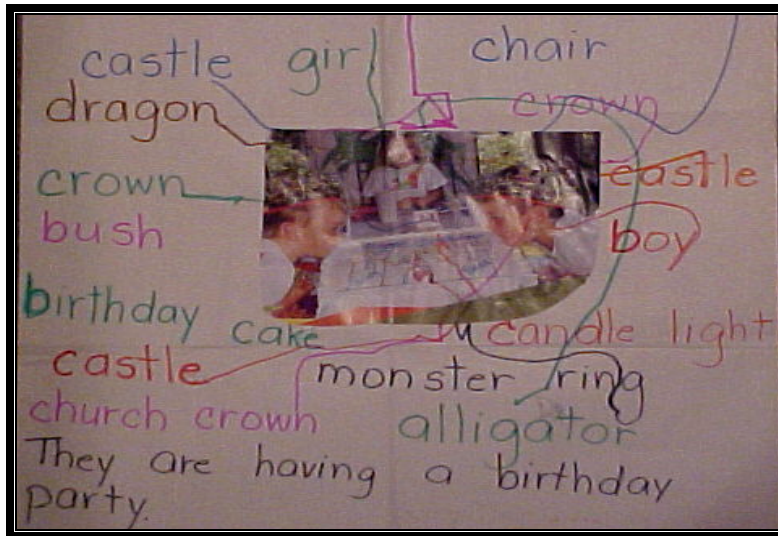 castle girl chair
dragon crown
crown castle
bush boy
birthday cake candle light
castle monster ring
church crown alligator
They are having a birthday
party.